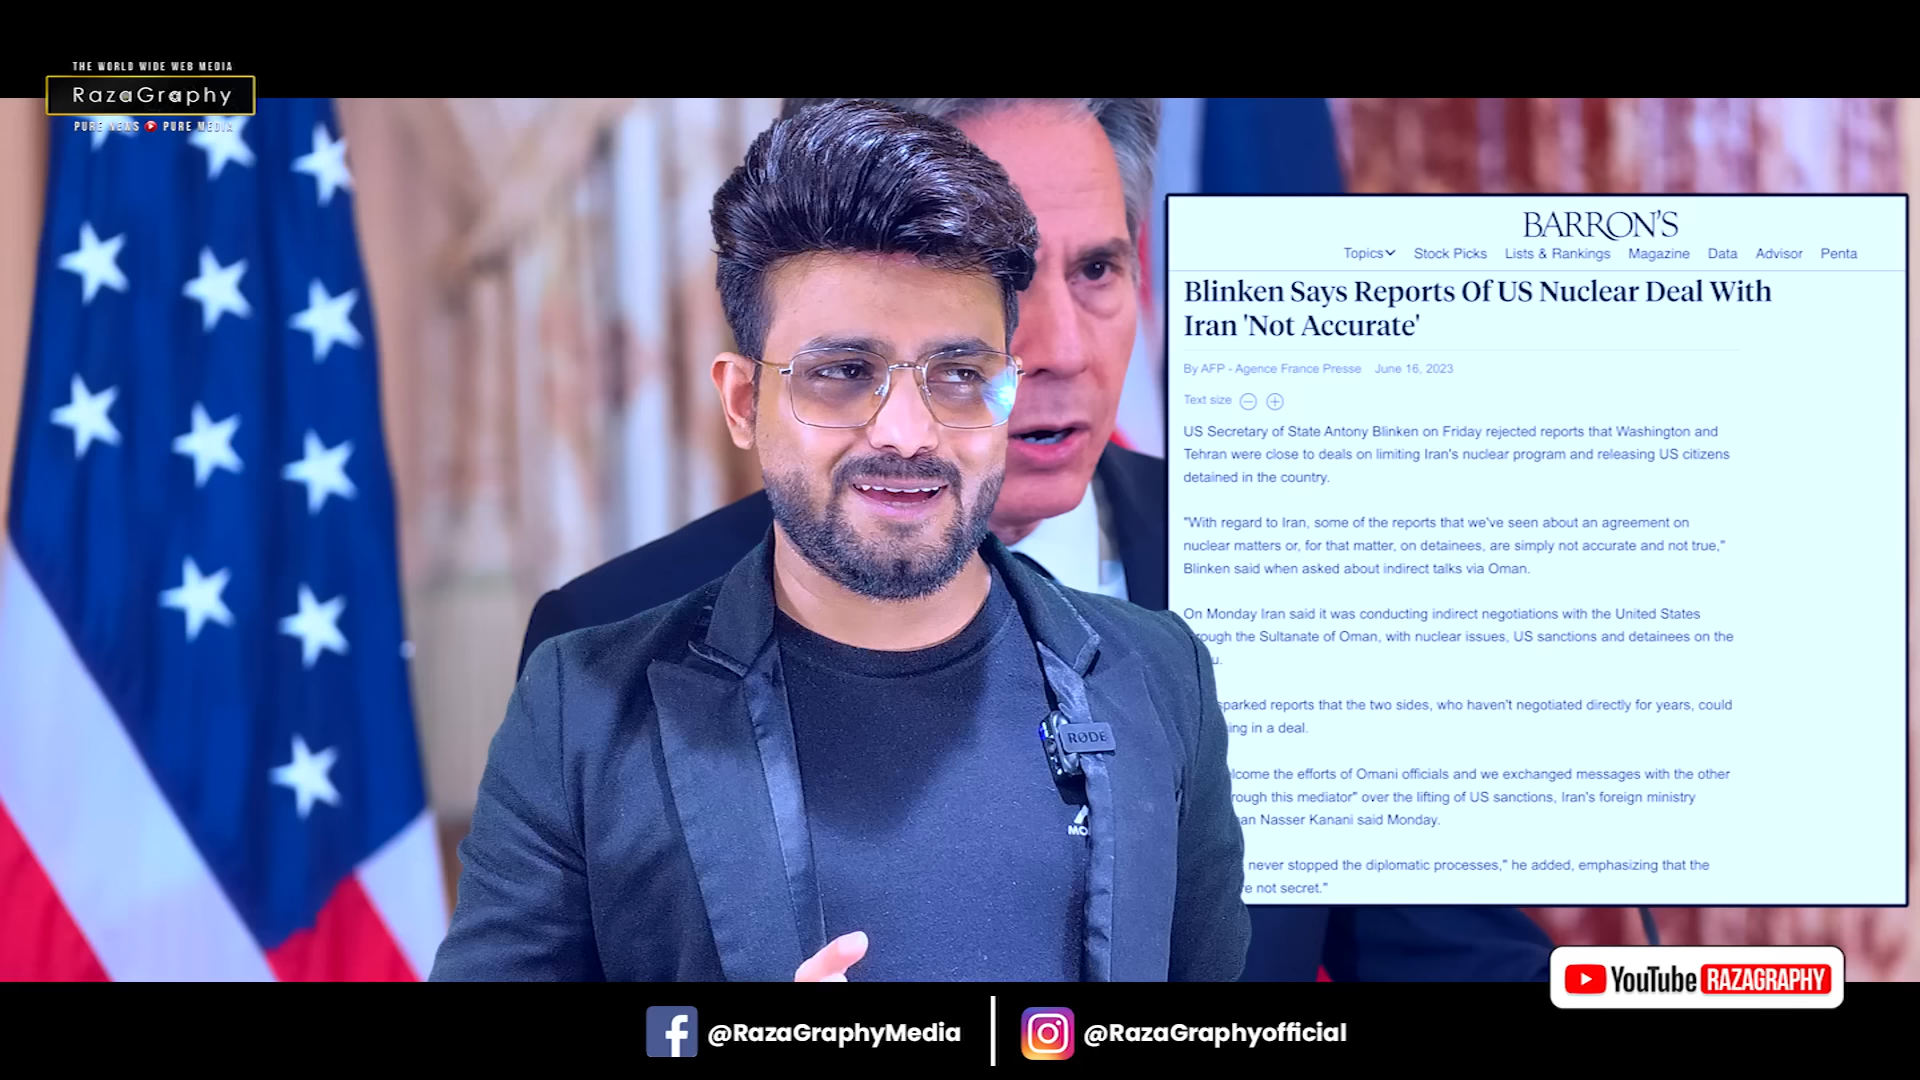 THE WORLD WIDE WEB MEDIA
RazaGraphy
PURE NEWS PURE MEDIA
BARRON'S
Topics Stock Picks Lists & Rankings Magazine Data Advisor Penta
Blinken Says Reports Of US Nuclear Deal With
Iran 'Not Accurate'
By AFP - Agence France Presse June 16, 2023
Text size
US Secretary of State Antony Blinken on Friday rejected reports that Washington and
Tehran were close to deals on limiting Iran's nuclear program and releasing US citizens
detained in the country.
"With regard to Iran, some of the reports that we've seen about an agreement on
nuclear matters or, for that matter, on detainees, are simply not accurate and not true,"
Blinken said when asked about indirect talks via Oman.
On Monday Iran said it was conducting indirect negotiations with the United States
the Sultanate of Oman, with nuclear issues, US sanctions and detainees on the
sparked reports that the two sides, who haven't negotiated directly for years, could
in a deal.
the efforts of Omani officials and we exchanged messages with the other
this mediator" over the lifting of US sanctions, Iran's foreign ministry
Nasser Kanani said Monday.
never stopped the diplomatic processes," he added, emphasizing that the
not secret."
RØDE
YouTube RAZAGRAPHY
@RazaGraphyMedia
@RazaGraphyofficial